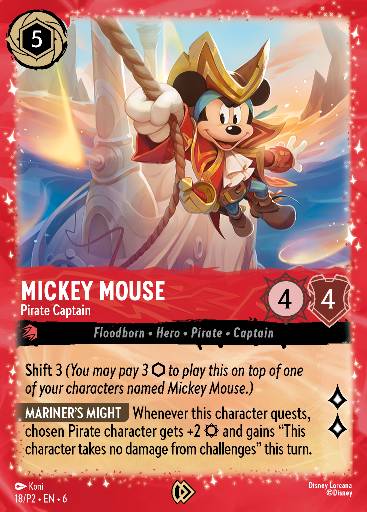 5
MICKEY MOUSE
Pirate Captain
4
4
Floodborn • Hero • Pirate • Captain
Shift 3 (You may pay 3 ⬡ to play this on top of
one of your characters named Mickey Mouse.)
MARINER'S MIGHT Whenever this character quests,
chosen Pirate character gets +2 ¤ and gains “This
character takes no damage from challenges” this turn.
Koni
18/P2 • EN • 6
Disney Lorcana
©Disney